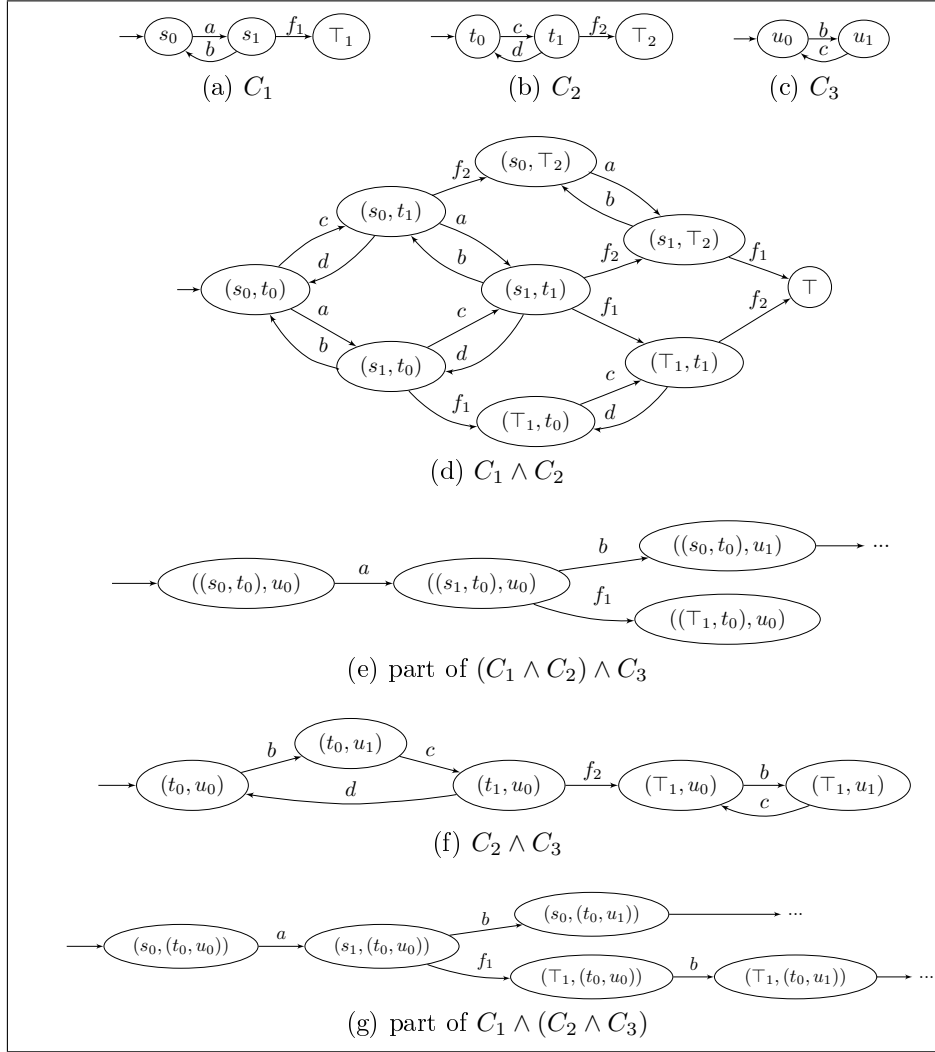 s₀ a b s₁ f₁ ⊤₁
t₀ c d t₁ f₂ ⊤₂
u₀ b c u₁
(a) C₁
(b) C₂
(c) C₃
(s₀, ⊤₂)
f₂ a
b
(s₀, t₁)
c a (s₁, ⊤₂)
d b f₂ f₁
(s₀, t₀) (s₁, t₁) ⊤
a c f₁ f₂
b d (⊤₁, t₁)
(s₁, t₀)
c
f₁ d
(⊤₁, t₀)
(d) C₁ ∧ C₂
b ((s₀, t₀), u₁) ...
((s₀, t₀), u₀) a ((s₁, t₀), u₀)
f₁ ((⊤₁, t₀), u₀)
(e) part of (C₁ ∧ C₂) ∧ C₃
b (t₀, u₁) c
(t₀, u₀) d (t₁, u₀) f₂ (⊤₁, u₀) b c (⊤₁, u₁)
(f) C₂ ∧ C₃
b (s₀, (t₀, u₁)) ...
(s₀, (t₀, u₀)) a (s₁, (t₀, u₀))
f₁ (⊤₁, (t₀, u₀)) b (⊤₁, (t₀, u₁)) ...
(g) part of C₁ ∧ (C₂ ∧ C₃)